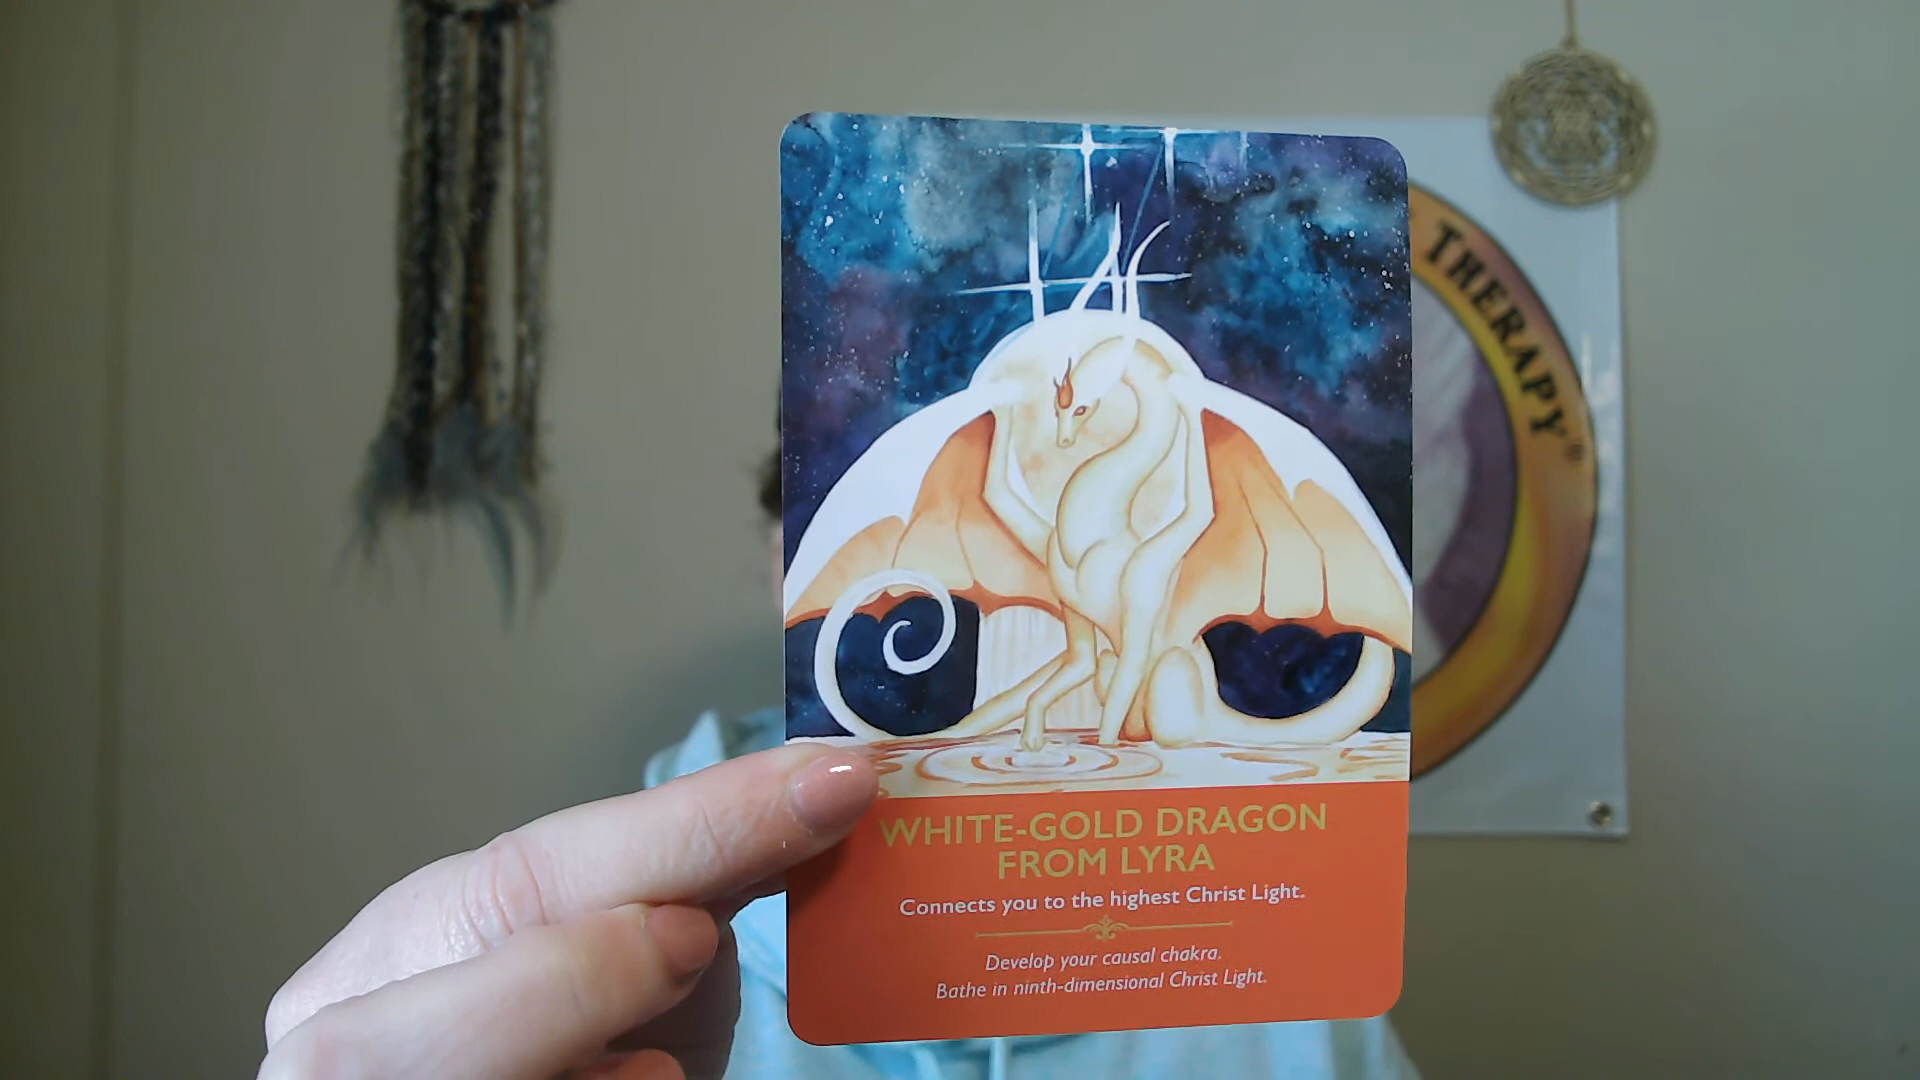 THERAPY®
WHITE-GOLD DRAGON
FROM LYRA
Connects you to the highest Christ Light.
Develop your causal chakra.
Bathe in ninth-dimensional Christ Light.